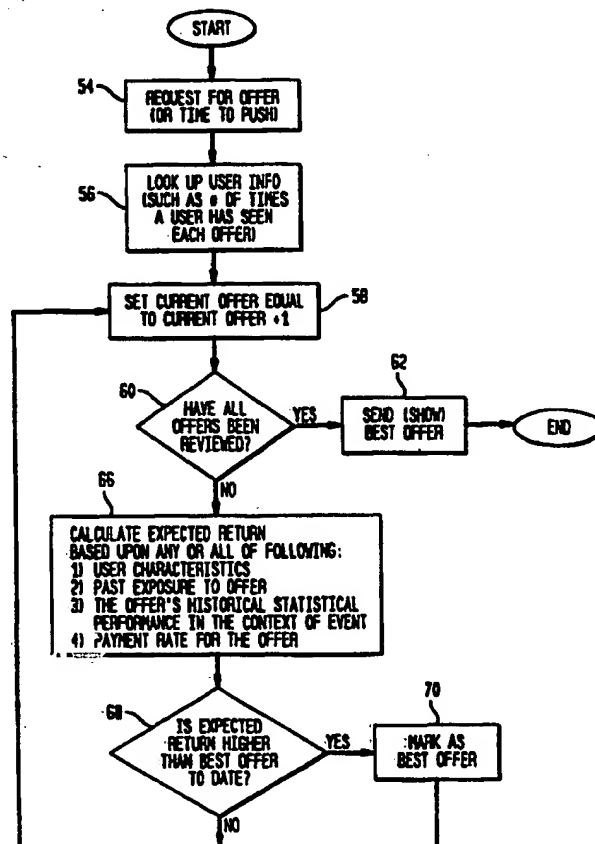 START
54
REQUEST FOR OFFER
(OR TIME TO PUSH)
56
LOOK UP USER INFO
(SUCH AS # OF TIMES
A USER HAS SEEN
EACH OFFER)
SET CURRENT OFFER EQUAL
TO CURRENT OFFER +1
58
60
HAVE ALL
OFFERS BEEN
REVIEWED?
YES
62
SEND (SHOW)
BEST OFFER
END
NO
66
CALCULATE EXPECTED RETURN
BASED UPON ANY OR ALL OF FOLLOWING:
1) USER CHARACTERISTICS
2) PAST EXPOSURE TO OFFER
3) THE OFFER'S HISTORICAL STATISTICAL
PERFORMANCE IN THE CONTEXT OF EVENT
4) PAYMENT RATE FOR THE OFFER
68
IS EXPECTED
RETURN HIGHER
THAN BEST OFFER
TO DATE?
YES
70
MARK AS
BEST OFFER
NO